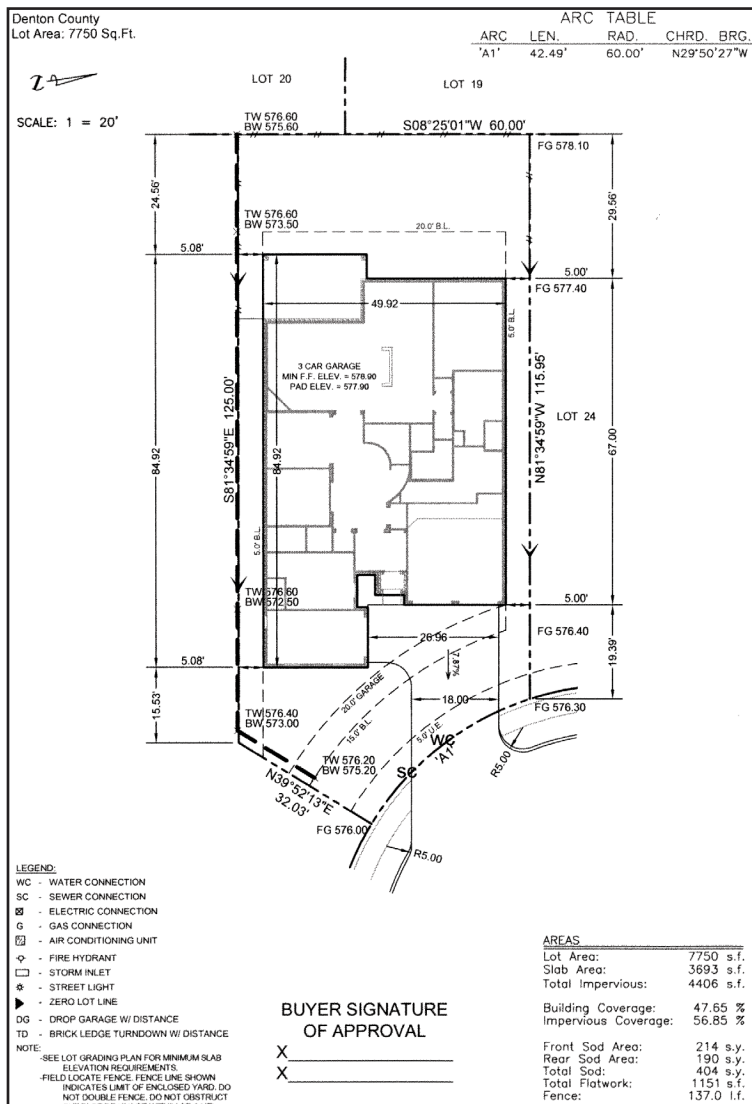 Denton County
Lot Area: 7750 Sq.Ft.
ARC TABLE
ARC LEN. RAD. CHRD. BRG.
'A1' 42.49' 60.00' N29°50'27"W
SCALE: 1 = 20'
LOT 20
LOT 19
TW 576.60
BW 575.60
S08°25'01"W 60.00'
FG 578.10
24.56'
29.56'
TW 576.60
BW 573.50
20.0' B.L.
5.08'
5.00'
FG 577.40
49.92
5.0' B.L.
3 CAR GARAGE
MIN F.F. ELEV. = 578.90
PAD ELEV. = 577.90
S81°34'59"E 125.00'
N81°34'59"W 115.95'
LOT 24
84.92
84.92
67.00
5.0' B.L.
TW 576.60
BW 572.50
5.00'
FG 576.40
26.96
19.39'
5.08'
7.87%
15.53'
20.0' GARAGE
15.0' B.L.
5.0' U.E.
18.00
FG 576.30
TW 576.40
BW 573.00
WC
'A1'
TW 576.20
BW 575.20
SC
R5.00
N39°52'13"E
32.03'
FG 576.00
R5.00
LEGEND:
WC - WATER CONNECTION
SC - SEWER CONNECTION
- ELECTRIC CONNECTION
G - GAS CONNECTION
- AIR CONDITIONING UNIT
- FIRE HYDRANT
- STORM INLET
- STREET LIGHT
- ZERO LOT LINE
DG - DROP GARAGE W/ DISTANCE
TD - BRICK LEDGE TURNDOWN W/ DISTANCE
NOTE:
-SEE LOT GRADING PLAN FOR MINIMUM SLAB
ELEVATION REQUIREMENTS.
-FIELD LOCATE FENCE. FENCE LINE SHOWN
INDICATES LIMIT OF ENCLOSED YARD. DO
NOT DOUBLE FENCE. DO NOT OBSTRUCT
BUYER SIGNATURE
OF APPROVAL
X
X
AREAS
Lot Area: 7750 s.f.
Slab Area: 3693 s.f.
Total Impervious: 4406 s.f.
Building Coverage: 47.65 %
Impervious Coverage: 56.85 %
Front Sod Area: 214 s.y.
Rear Sod Area: 190 s.y.
Total Sod: 404 s.y.
Total Flatwork: 1151 s.f.
Fence: 137.0 l.f.